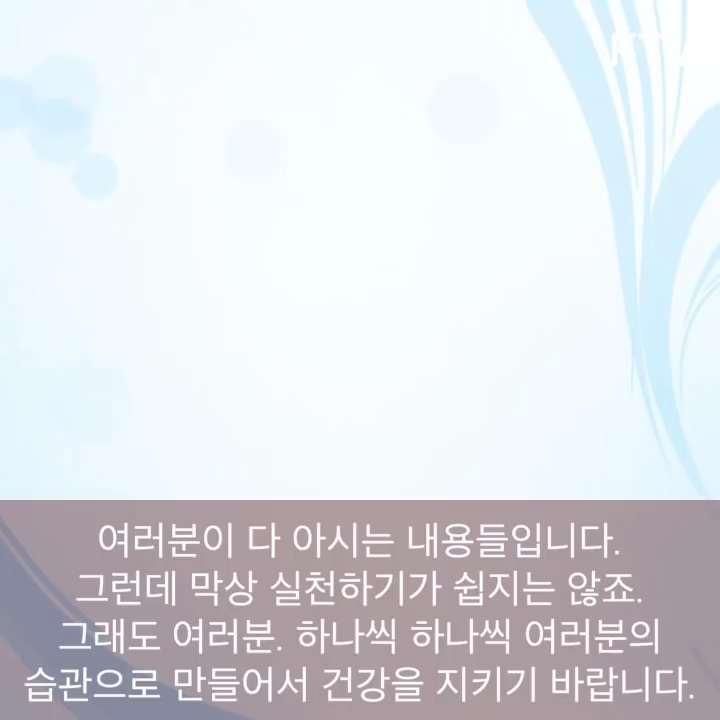 여러분이 다 아시는 내용들입니다.
그런데 막상 실천하기가 쉽지는 않죠.
그래도 여러분. 하나씩 하나씩 여러분의
습관으로 만들어서 건강을 지키기 바랍니다.